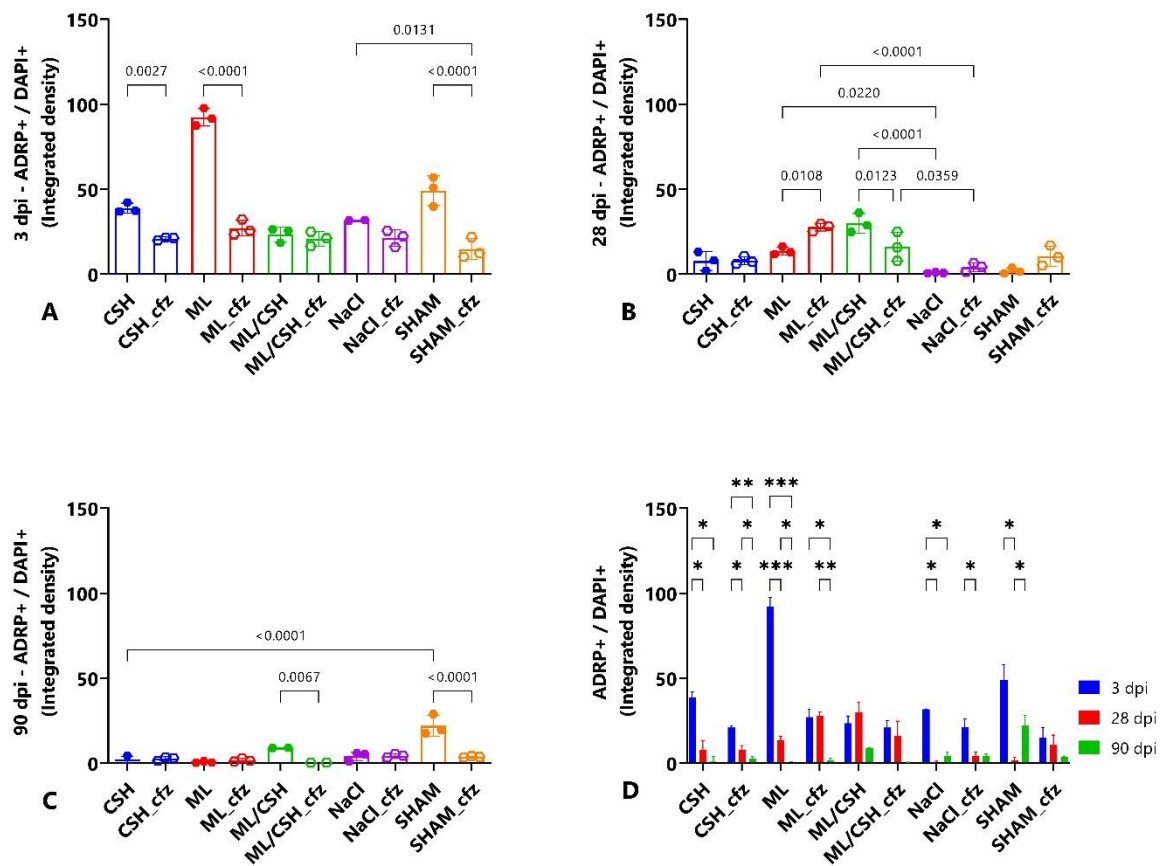 3 dpi - ADRP+ / DAPI+
(Integrated density)
150
100
50
0
0.0131
0.0027
<0.0001
<0.0001
A
CSH
CSH_cfz
ML
ML_cfz
ML/CSH
ML/CSH_cfz
NaCl
NaCl_cfz
SHAM
SHAM_cfz
28 dpi - ADRP+ / DAPI+
(Integrated density)
150
100
50
0
<0.0001
0.0220
<0.0001
0.0108
0.0123
0.0359
B
CSH
CSH_cfz
ML
ML_cfz
ML/CSH
ML/CSH_cfz
NaCl
NaCl_cfz
SHAM
SHAM_cfz
90 dpi - ADRP+ / DAPI+
(Integrated density)
150
100
50
0
<0.0001
0.0067
<0.0001
C
CSH
CSH_cfz
ML
ML_cfz
ML/CSH
ML/CSH_cfz
NaCl
NaCl_cfz
SHAM
SHAM_cfz
ADRP+ / DAPI+
(Integrated density)
150
100
50
0
** ***
* * * * * *
* * *** ** * * *
3 dpi
28 dpi
90 dpi
D
CSH
CSH_cfz
ML
ML_cfz
ML/CSH
ML/CSH_cfz
NaCl
NaCl_cfz
SHAM
SHAM_cfz